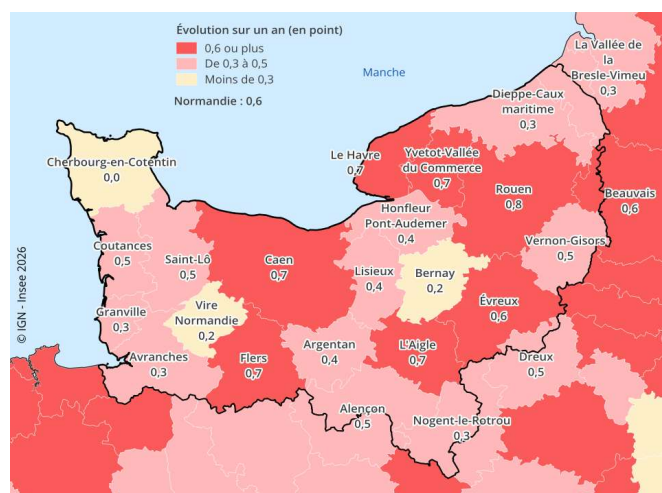 Évolution sur un an (en point)
0,6 ou plus
De 0,3 à 0,5
Moins de 0,3
Normandie : 0,6
Manche
La Vallée de
la
Bresle-Vimeu
0,3
Dieppe-Caux
maritime
0,3
Cherbourg-en-Cotentin
0,0
Le Havre
0,7
Yvetot-Vallée
du Commerce
0,7
Rouen
0,8
Beauvais
0,6
Honfleur
Pont-Audemer
0,4
Coutances
0,5
Saint-Lô
0,5
Caen
0,7
Lisieux
0,4
Bernay
0,2
Vernon-Gisors
0,5
Évreux
0,6
Granville
0,3
Vire
Normandie
0,2
Avranches
0,3
Flers
0,7
Argentan
0,4
L'Aigle
0,7
Dreux
0,5
Alençon
0,5
Nogent-le-Rotrou
0,3
© IGN - Insee 2026